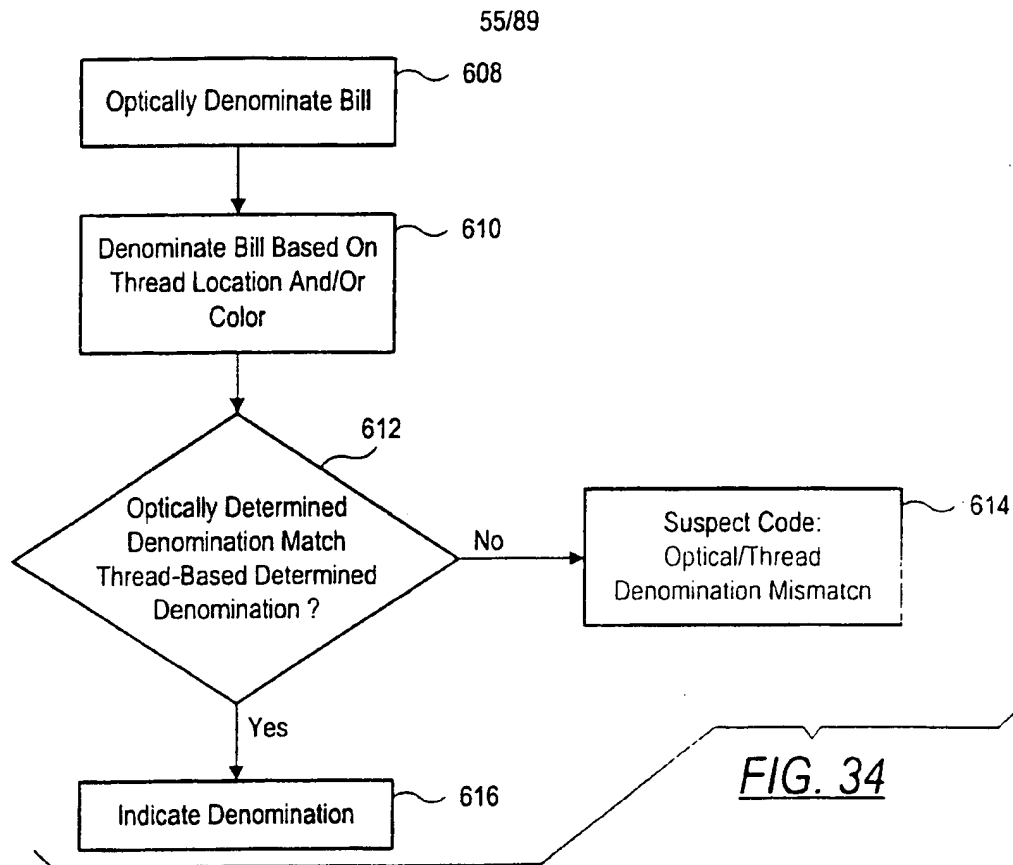 55/89
608
Optically Denominate Bill
610
Denominate Bill Based On
Thread Location And/Or
Color
612
Optically Determined
Denomination Match
Thread-Based Determined
Denomination ?
No
614
Suspect Code:
Optical/Thread
Denomination Mismatch
Yes
616
Indicate Denomination
FIG. 34